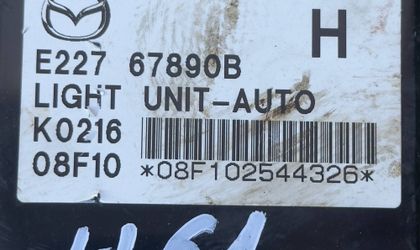 H
E227 67890B
LIGHT UNIT-AUTO
K0216
08F10 *08F102544326*